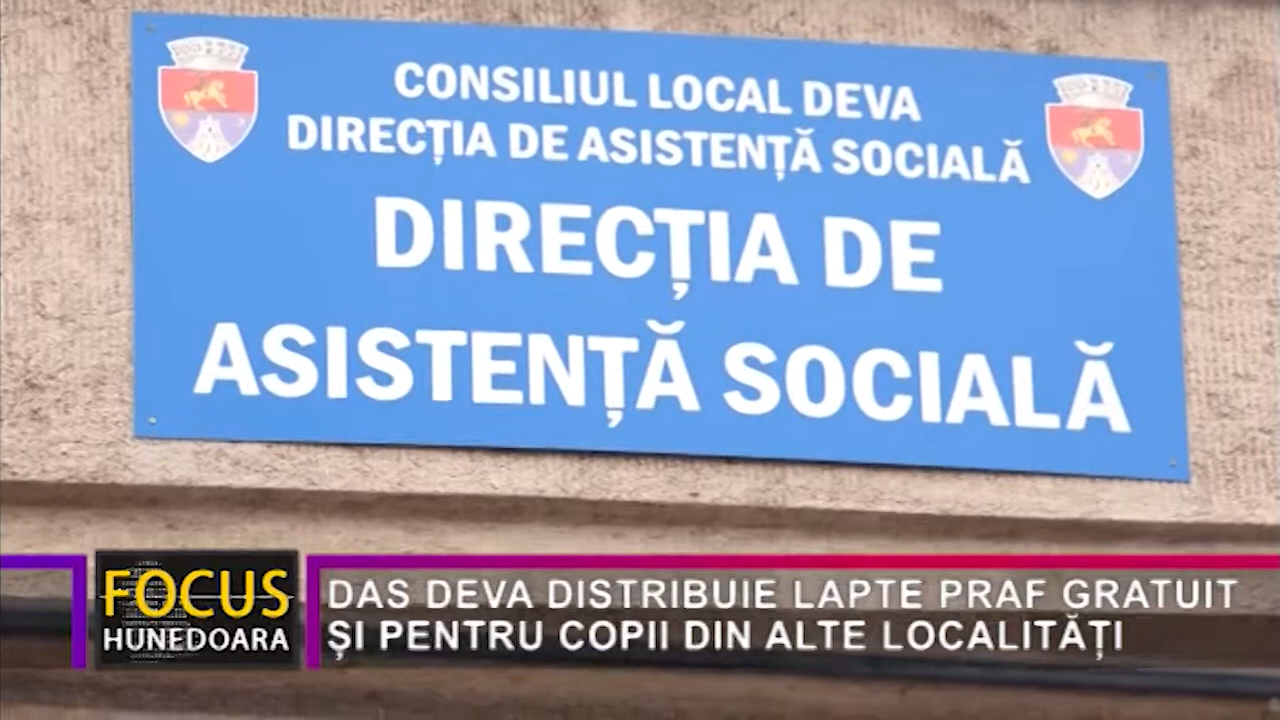 CONSILIUL LOCAL DEVA
DIRECȚIA DE ASISTENȚĂ SOCIALĂ
DIRECȚIA DE
ASISTENȚĂ SOCIALĂ
FOCUS
HUNEDOARA
DAS DEVA DISTRIBUIE LAPTE PRAF GRATUIT
ȘI PENTRU COPII DIN ALTE LOCALITĂȚI